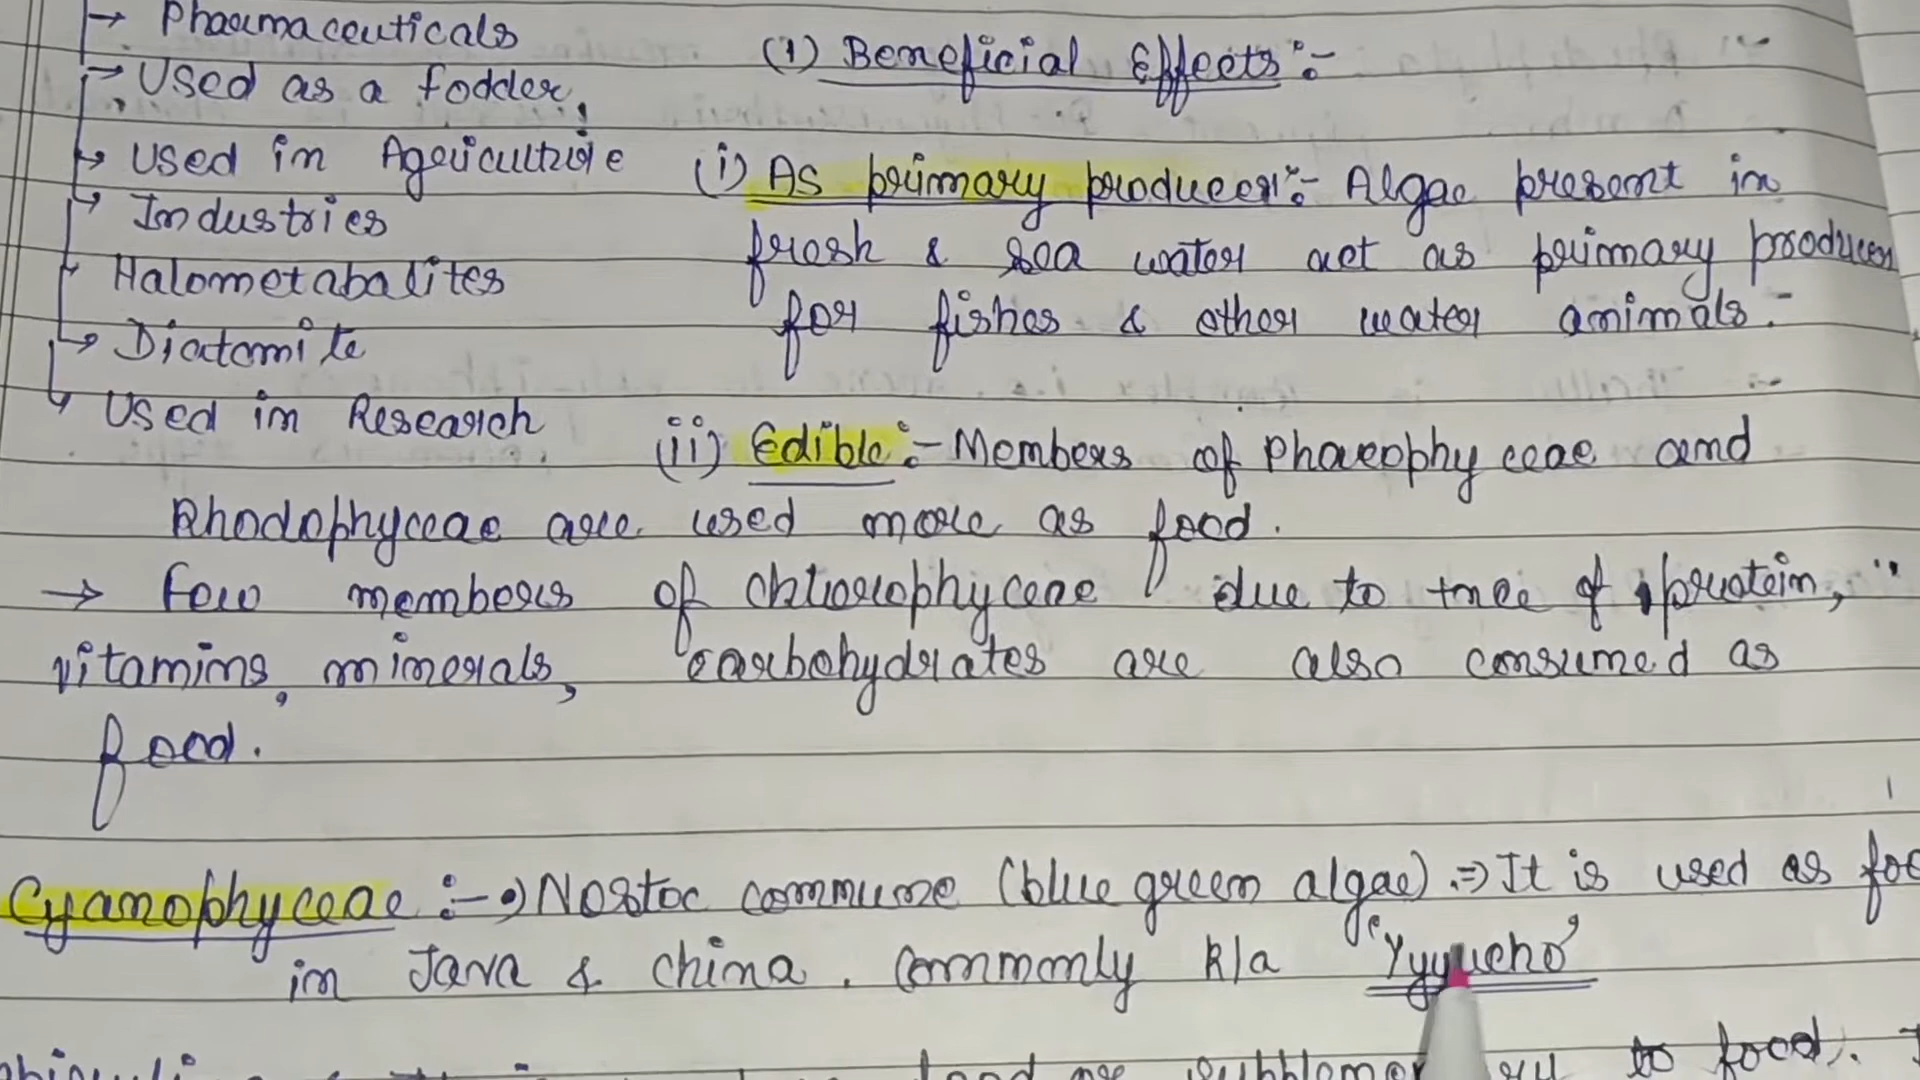 → Pharmaceuticals
→ Used as a fodder
→ Used in Agriculture
→ Industries
Halometabalites
→ Diatomite
Used in Research
(1) Beneficial Effects :-
(i) As primary producer :- Algae present in
fresh & sea water act as primary producer
for fishes & other water animals.
(ii) Edible :- Members of Phaeophyceae and
Rhodophyceae are used more as food.
→ few members of chlorophyceae due to of protein,
vitamins, minerals, carbohydrates are also consumed as
food.
Cyanophyceae :- Nostoc commune (blue green algae) ⇒ It is used as
in Java & China. Commonly k/a 'Yyyucho'
to food.